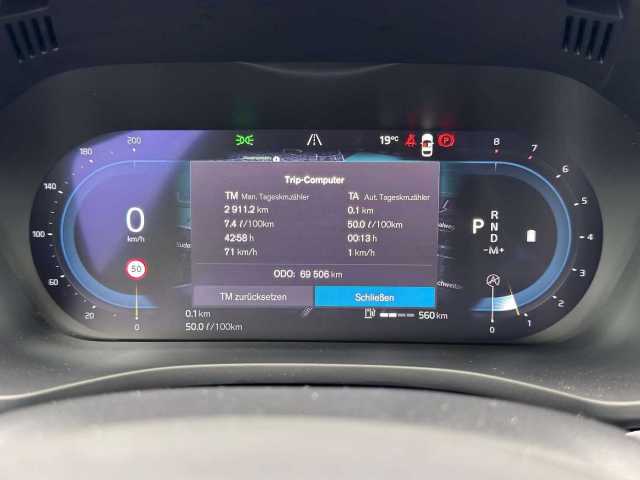 200
19°C
8
180
7
140
6
100
5
60
4
20
3
0
2
1
0
0
km/h
50
Trip-Computer
TM Man. Tageskmzähler
TA Aut. Tageskmzähler
2 911.2 km
0.1 km
7.4 ℓ/100km
50.0 ℓ/100km
42:58 h
00:13 h
71 km/h
1 km/h
ODO: 69 506 km
TM zurücksetzen
Schließen
P
R
N
D
-M+
A
P
0.1 km
50.0 ℓ/100km
560 km